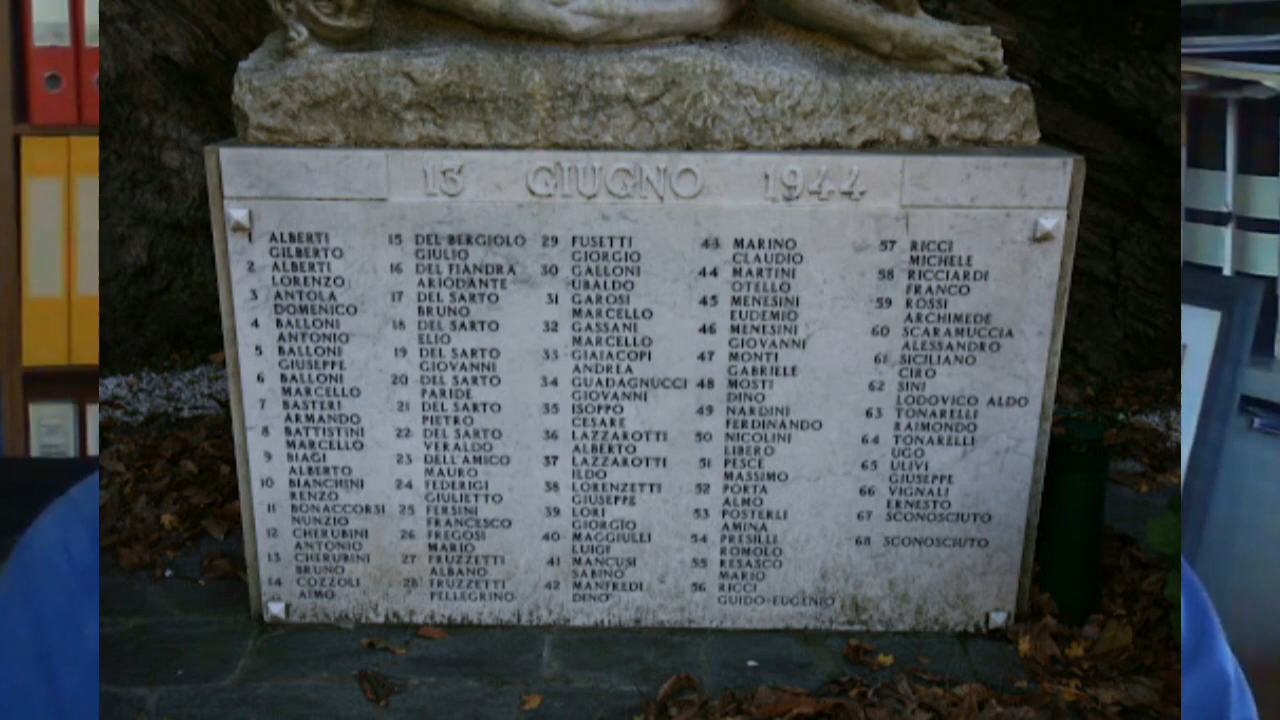 13 GIUGNO 1944
1 ALBERTI
GILBERTO
2 ALBERTI
LORENZO
3 ANTOLA
DOMENICO
4 BALLONI
ANTONIO
5 BALLONI
GIUSEPPE
6 BALLONI
MARCELLO
7 BASTERI
ARMANDO
8 BATTISTINI
MARCELLO
9 BIAGI
ALBERTO
10 BIANCHINI
RENZO
11 BONACCORSI
NUNZIO
12 CHERUBINI
ANTONIO
13 CHERUBINI
BRUNO
14 COZZOLI
AIMO
15 DEL BERGIOLO
GIULIO
16 DEL FIANDRA
ARIODANTE
17 DEL SARTO
BRUNO
18 DEL SARTO
ELIO
19 DEL SARTO
GIOVANNI
20 DEL SARTO
PARIDE
21 DEL SARTO
PIETRO
22 DEL SARTO
VERALDO
23 DELL'AMICO
MAURO
24 FEDERIGI
GIULIETTO
25 FERSINI
FRANCESCO
26 FREGOSI
MARIO
27 FRUZZETTI
ALBANO
28 FRUZZETTI
PELLEGRINO
29 FUSETTI
GIORGIO
30 GALLONI
UBALDO
31 GAROSI
MARCELLO
32 GASSANI
MARCELLO
33 GIAIACOPI
ANDREA
34 GUADAGNUCCI
GIOVANNI
35 ISOPPO
CESARE
36 LAZZAROTTI
ALBERTO
37 LAZZAROTTI
ILDO
38 LORENZETTI
GIUSEPPE
39 LORI
GIORGIO
40 MAGGIULLI
LUIGI
41 MANCUSI
SABINO
42 MANFREDI
DINO
43 MARINO
CLAUDIO
44 MARTINI
OTELLO
45 MENESINI
EUDEMIO
46 MENESINI
GIOVANNI
47 MONTI
GABRIELE
48 MOSTI
DINO
49 NARDINI
FERDINANDO
50 NICOLINI
LIBERO
51 PESCE
MASSIMO
52 PORTA
ALMO
53 POSTERLI
AMINA
54 PRESILLI
ROMOLO
55 RESASCO
MARIO
56 RICCI
GUIDO-EUGENIO
57 RICCI
MICHELE
58 RICCIARDI
FRANCO
59 ROSSI
ARCHIMEDE
60 SCARAMUCCIA
ALESSANDRO
61 SICILIANO
CIRO
62 SINI
LODOVICO ALDO
63 TONARELLI
RAIMONDO
64 TONARELLI
UGO
65 ULIVI
GIUSEPPE
66 VIGNALI
ERNESTO
67 SCONOSCIUTO
68 SCONOSCIUTO